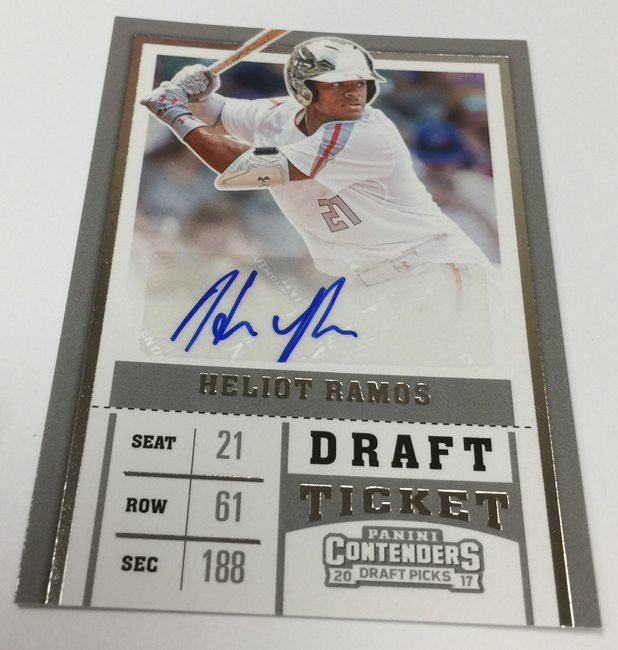 21
HELIOT RAMOS
SEAT 21
ROW 61
SEC 188
DRAFT
TICKET
PANINI
CONTENDERS
20 DRAFT PICKS 17